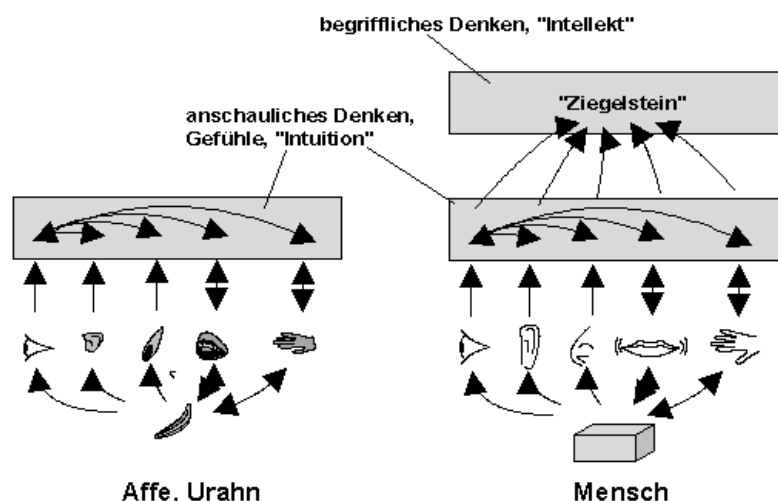 begriffliches Denken, "Intellekt"
"Ziegelstein"
anschauliches Denken,
Gefühle, "Intuition"
Affe, Urahn
Mensch